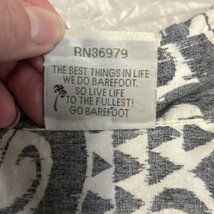 RN36979
THE BEST THINGS IN LIFE
WE DO BAREFOOT.
SO LIVE LIFE
TO THE FULLEST!
GO BAREFOOT